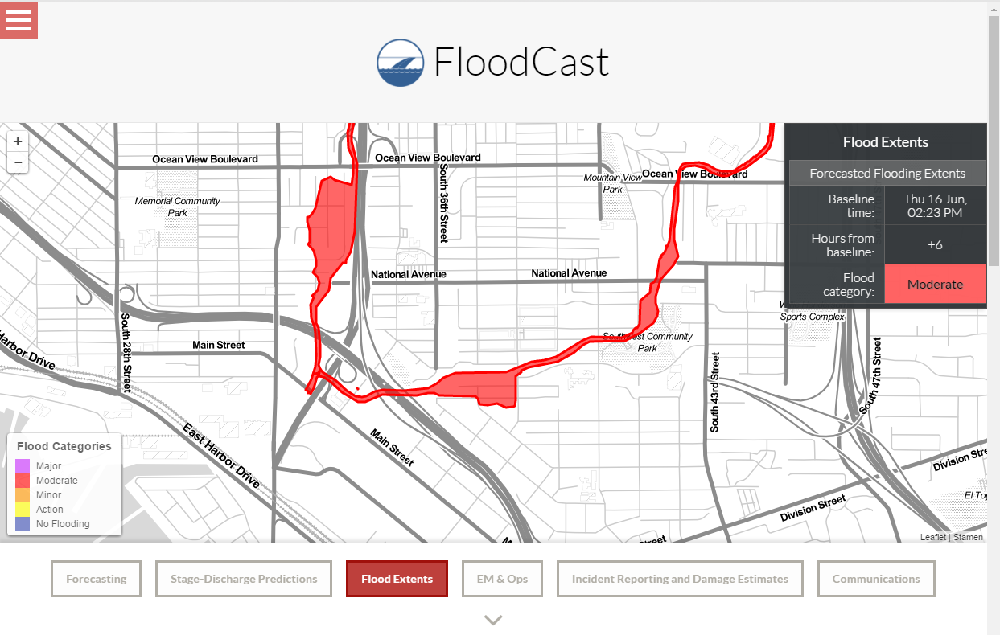 FloodCast
+
−
Ocean View Boulevard
Ocean View Boulevard
Ocean View Boulevard
Mountain View
Park
Memorial Community
Park
South 36th Street
National Avenue
National Avenue
Flood Extents
Forecasted Flooding Extents
Baseline
time:
Thu 16 Jun,
02:23 PM
Hours from
baseline:
+6
Flood
category:
Moderate
Sports Complex
South 28th Street
Main Street
Harbor Drive
Southwest Community
Park
South 43rd Street
South 47th Street
East Harbor Drive
Main Street
Division Stre
Division Street
El Toy
treet
M
Flood Categories
Major
Moderate
Minor
Action
No Flooding
Leaflet | Stamen
Forecasting
Stage-Discharge Predictions
Flood Extents
EM & Ops
Incident Reporting and Damage Estimates
Communications